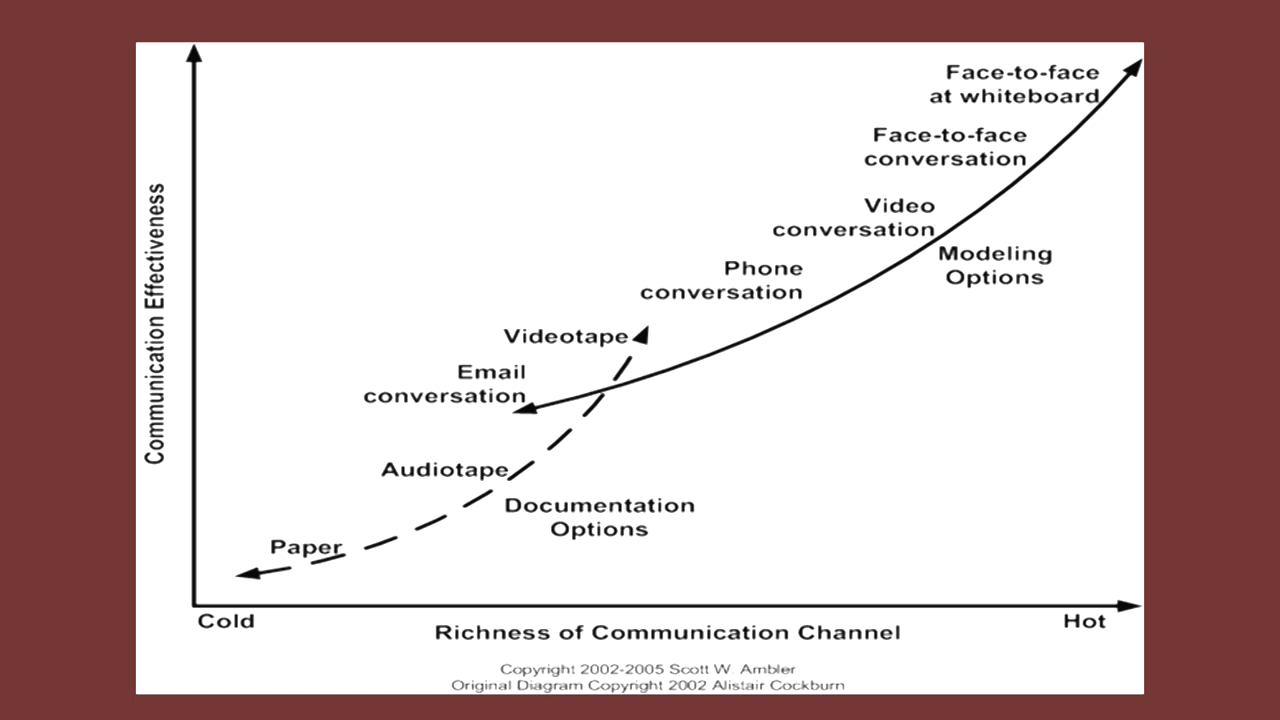 Face-to-face
at whiteboard
Face-to-face
conversation
Video
conversation
Modeling
Options
Phone
conversation
Videotape
Email
conversation
Audiotape
Documentation
Options
Paper
Communication Effectiveness
Cold
Hot
Richness of Communication Channel
Copyright 2002-2005 Scott W. Ambler
Original Diagram Copyright 2002 Alistair Cockburn